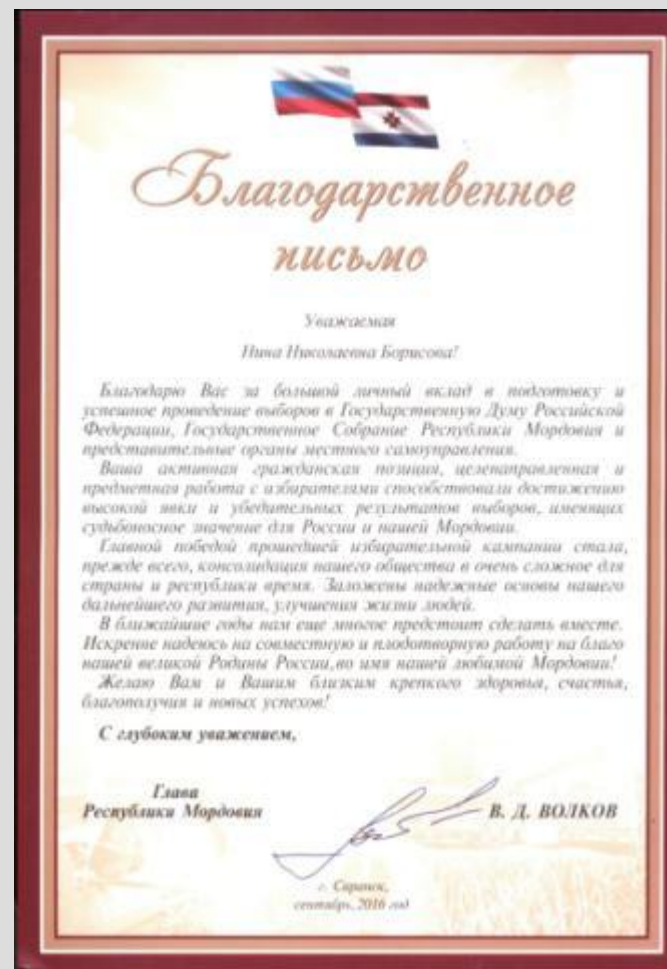 Благодарственное
письмо
Уважаемая
Нина Николаевна Борисова!
Благодарю Вас за большой личный вклад в подготовку и
успешное проведение выборов в Государственную Думу Российской
Федерации, Государственное Собрание Республики Мордовия и
представительные органы местного самоуправления.
Ваша активная гражданская позиция, целенаправленная и
предметная работа с избирателями способствовали достижению
высокой явки и убедительных результатов выборов, имеющих
судьбоносное значение для России и нашей Мордовии.
Главной победой прошедшей избирательной кампании стала,
прежде всего, консолидация нашего общества в очень сложное для
страны и республики время. Заложены надежные основы нашего
дальнейшего развития, улучшения жизни людей.
В ближайшие годы нам еще многое предстоит сделать вместе.
Искренне надеюсь на совместную и плодотворную работу на благо
нашей великой Родины России,во имя нашей любимой Мордовии!
Желаю Вам и Вашим близким крепкого здоровья, счастья,
благополучия и новых успехов!
С глубоким уважением,
Глава
Республики Мордовия
В. Д. ВОЛКОВ
г. Саранск,
сентябрь, 2016 год